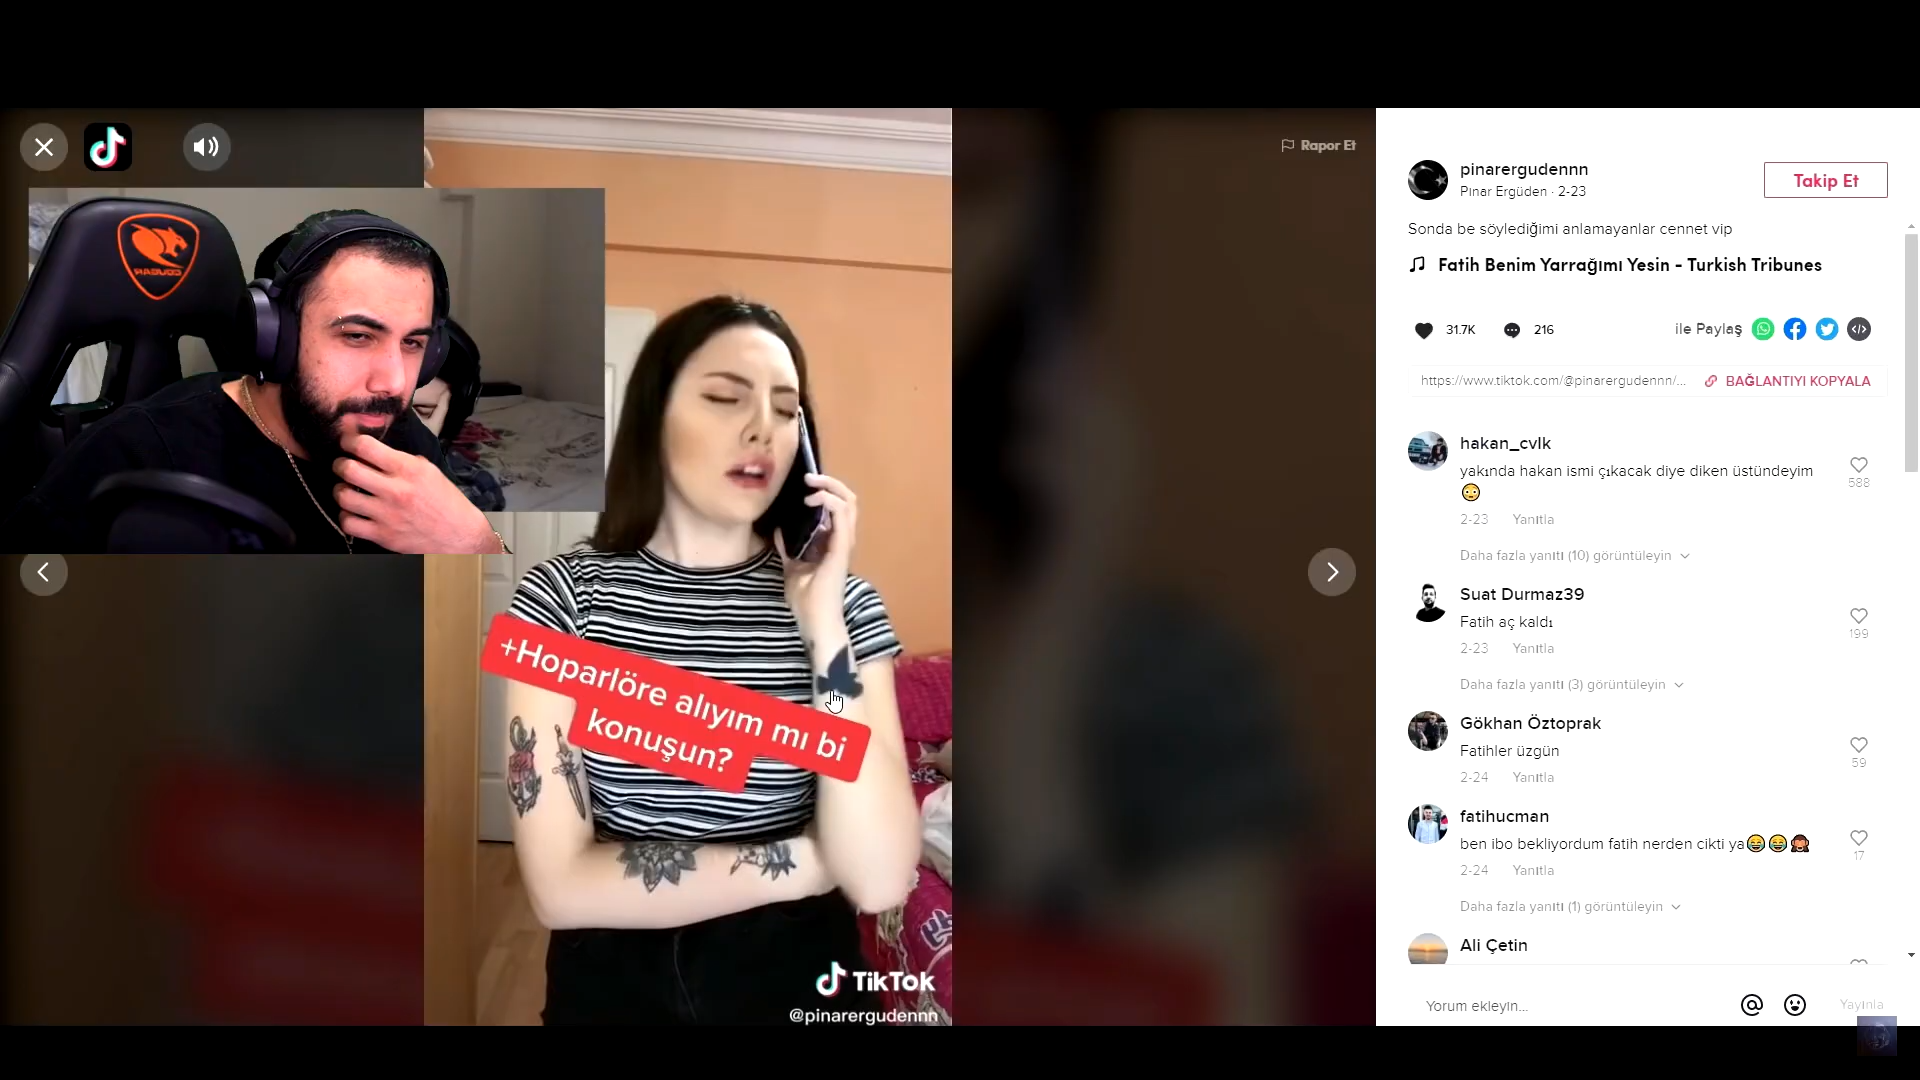 Rapor Et
COUGAR
+Hoparlöre alıyım mı bi
konuşun?
TikTok
@pinarergudennn
pinarergudennn
Pınar Ergüden · 2-23
Takip Et
Sonda be söylediğimi anlamayanlar cennet vip
Fatih Benim Yarrağımı Yesin - Turkish Tribunes
31.7K
216
ile Paylaş
https://www.tiktok.com/@pinarergudennn/...
BAĞLANTIYI KOPYALA
hakan_cvlk
yakında hakan ismi çıkacak diye diken üstündeyim
😳
588
2-23 Yanıtla
Daha fazla yanıtı (10) görüntüleyin
Suat Durmaz39
Fatih aç kaldı
199
2-23 Yanıtla
Daha fazla yanıtı (3) görüntüleyin
Gökhan Öztoprak
Fatihler üzgün
59
2-24 Yanıtla
fatihucman
ben ibo bekliyordum fatih nerden cikti ya😂😂🙊
17
2-24 Yanıtla
Daha fazla yanıtı (1) görüntüleyin
Ali Çetin
Yorum ekleyin...
Yayınla